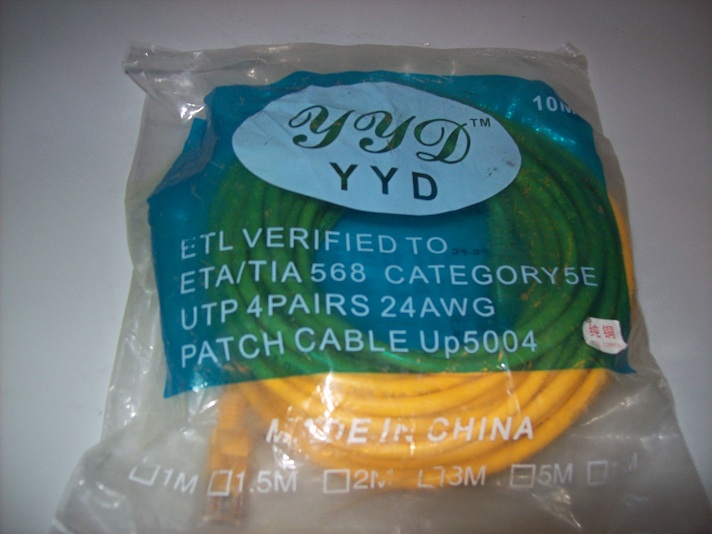 10M
YYD™
YYD
ETL VERIFIED TO
ETA/TIA 568 CATEGORY5E
UTP 4PAIRS 24AWG
PATCH CABLE Up5004
纯铜
MADE IN CHINA
1M 1.5M 2M 3M 5M